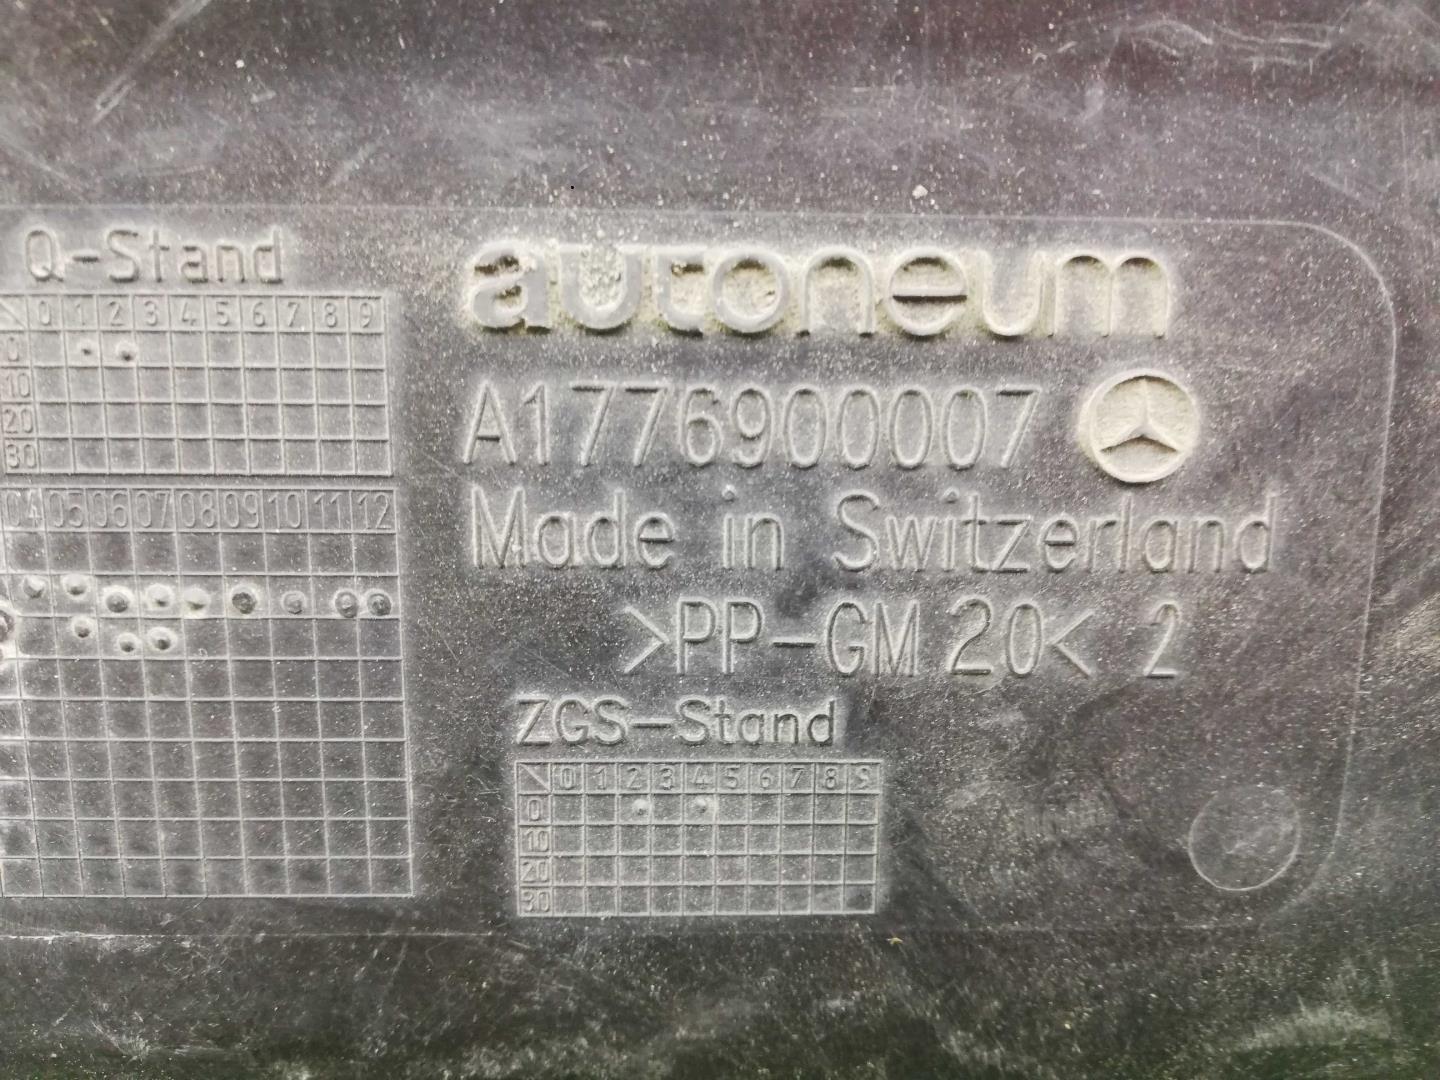 Q-Stand
0 1 2 3 4 5 6 7 8 9
0
10
20
30
04 05 06 07 08 09 10 11 12
autoneum
A1776900007
Made in Switzerland
>PP-GM 20< 2
ZGS-Stand
0 1 2 3 4 5 6 7 8 9
0
10
20
30